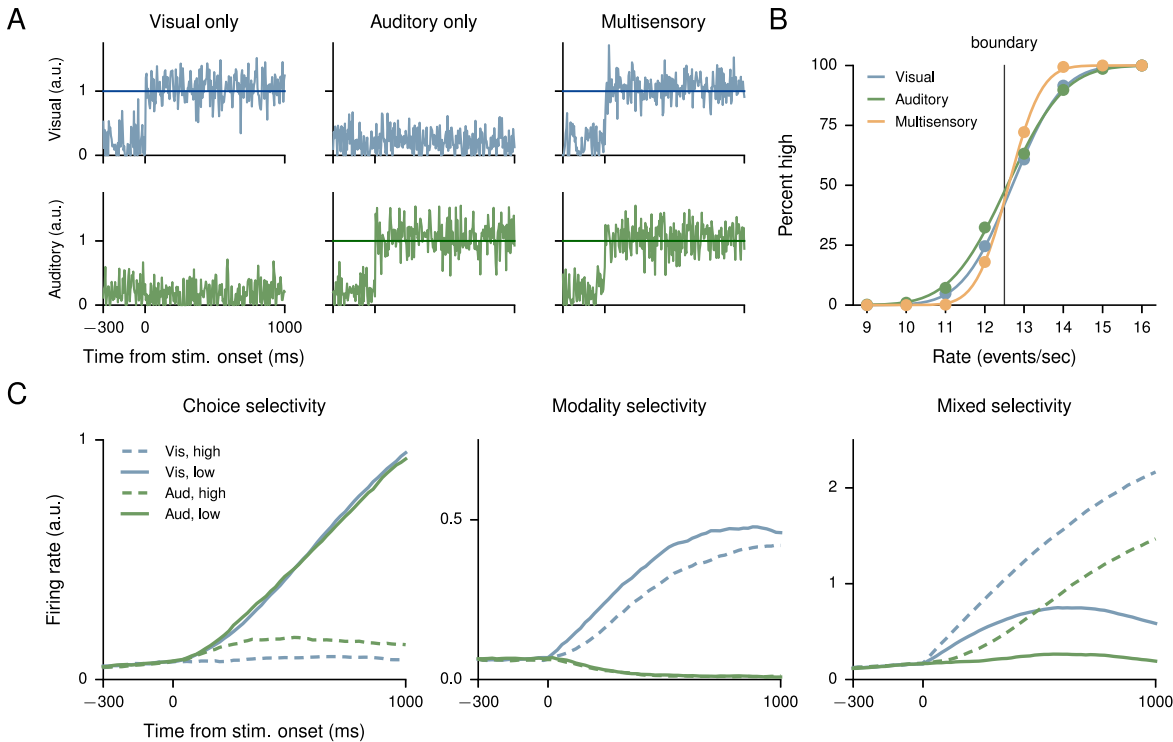 A
Visual only
Auditory only
Multisensory
Visual (a.u.)
1
0
Auditory (a.u.)
1
0
−300
0
1000
Time from stim. onset (ms)
B
boundary
Percent high
100
75
50
25
0
Visual
Auditory
Multisensory
9
10
11
12
13
14
15
16
Rate (events/sec)
C
Choice selectivity
Modality selectivity
Mixed selectivity
Firing rate (a.u.)
1
0
Vis, high
Vis, low
Aud, high
Aud, low
−300
0
1000
Time from stim. onset (ms)
0.5
0.0
−300
0
1000
2
1
0
−300
0
1000